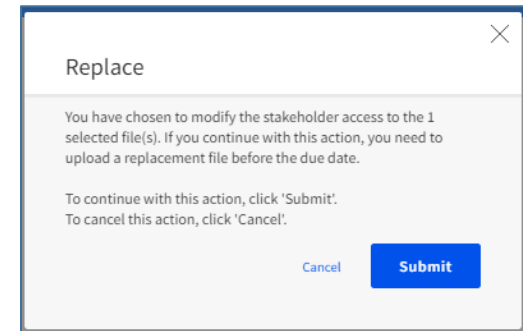 Replace
You have chosen to modify the stakeholder access to the 1
selected file(s). If you continue with this action, you need to
upload a replacement file before the due date.
To continue with this action, click 'Submit'.
To cancel this action, click 'Cancel'.
Cancel
Submit